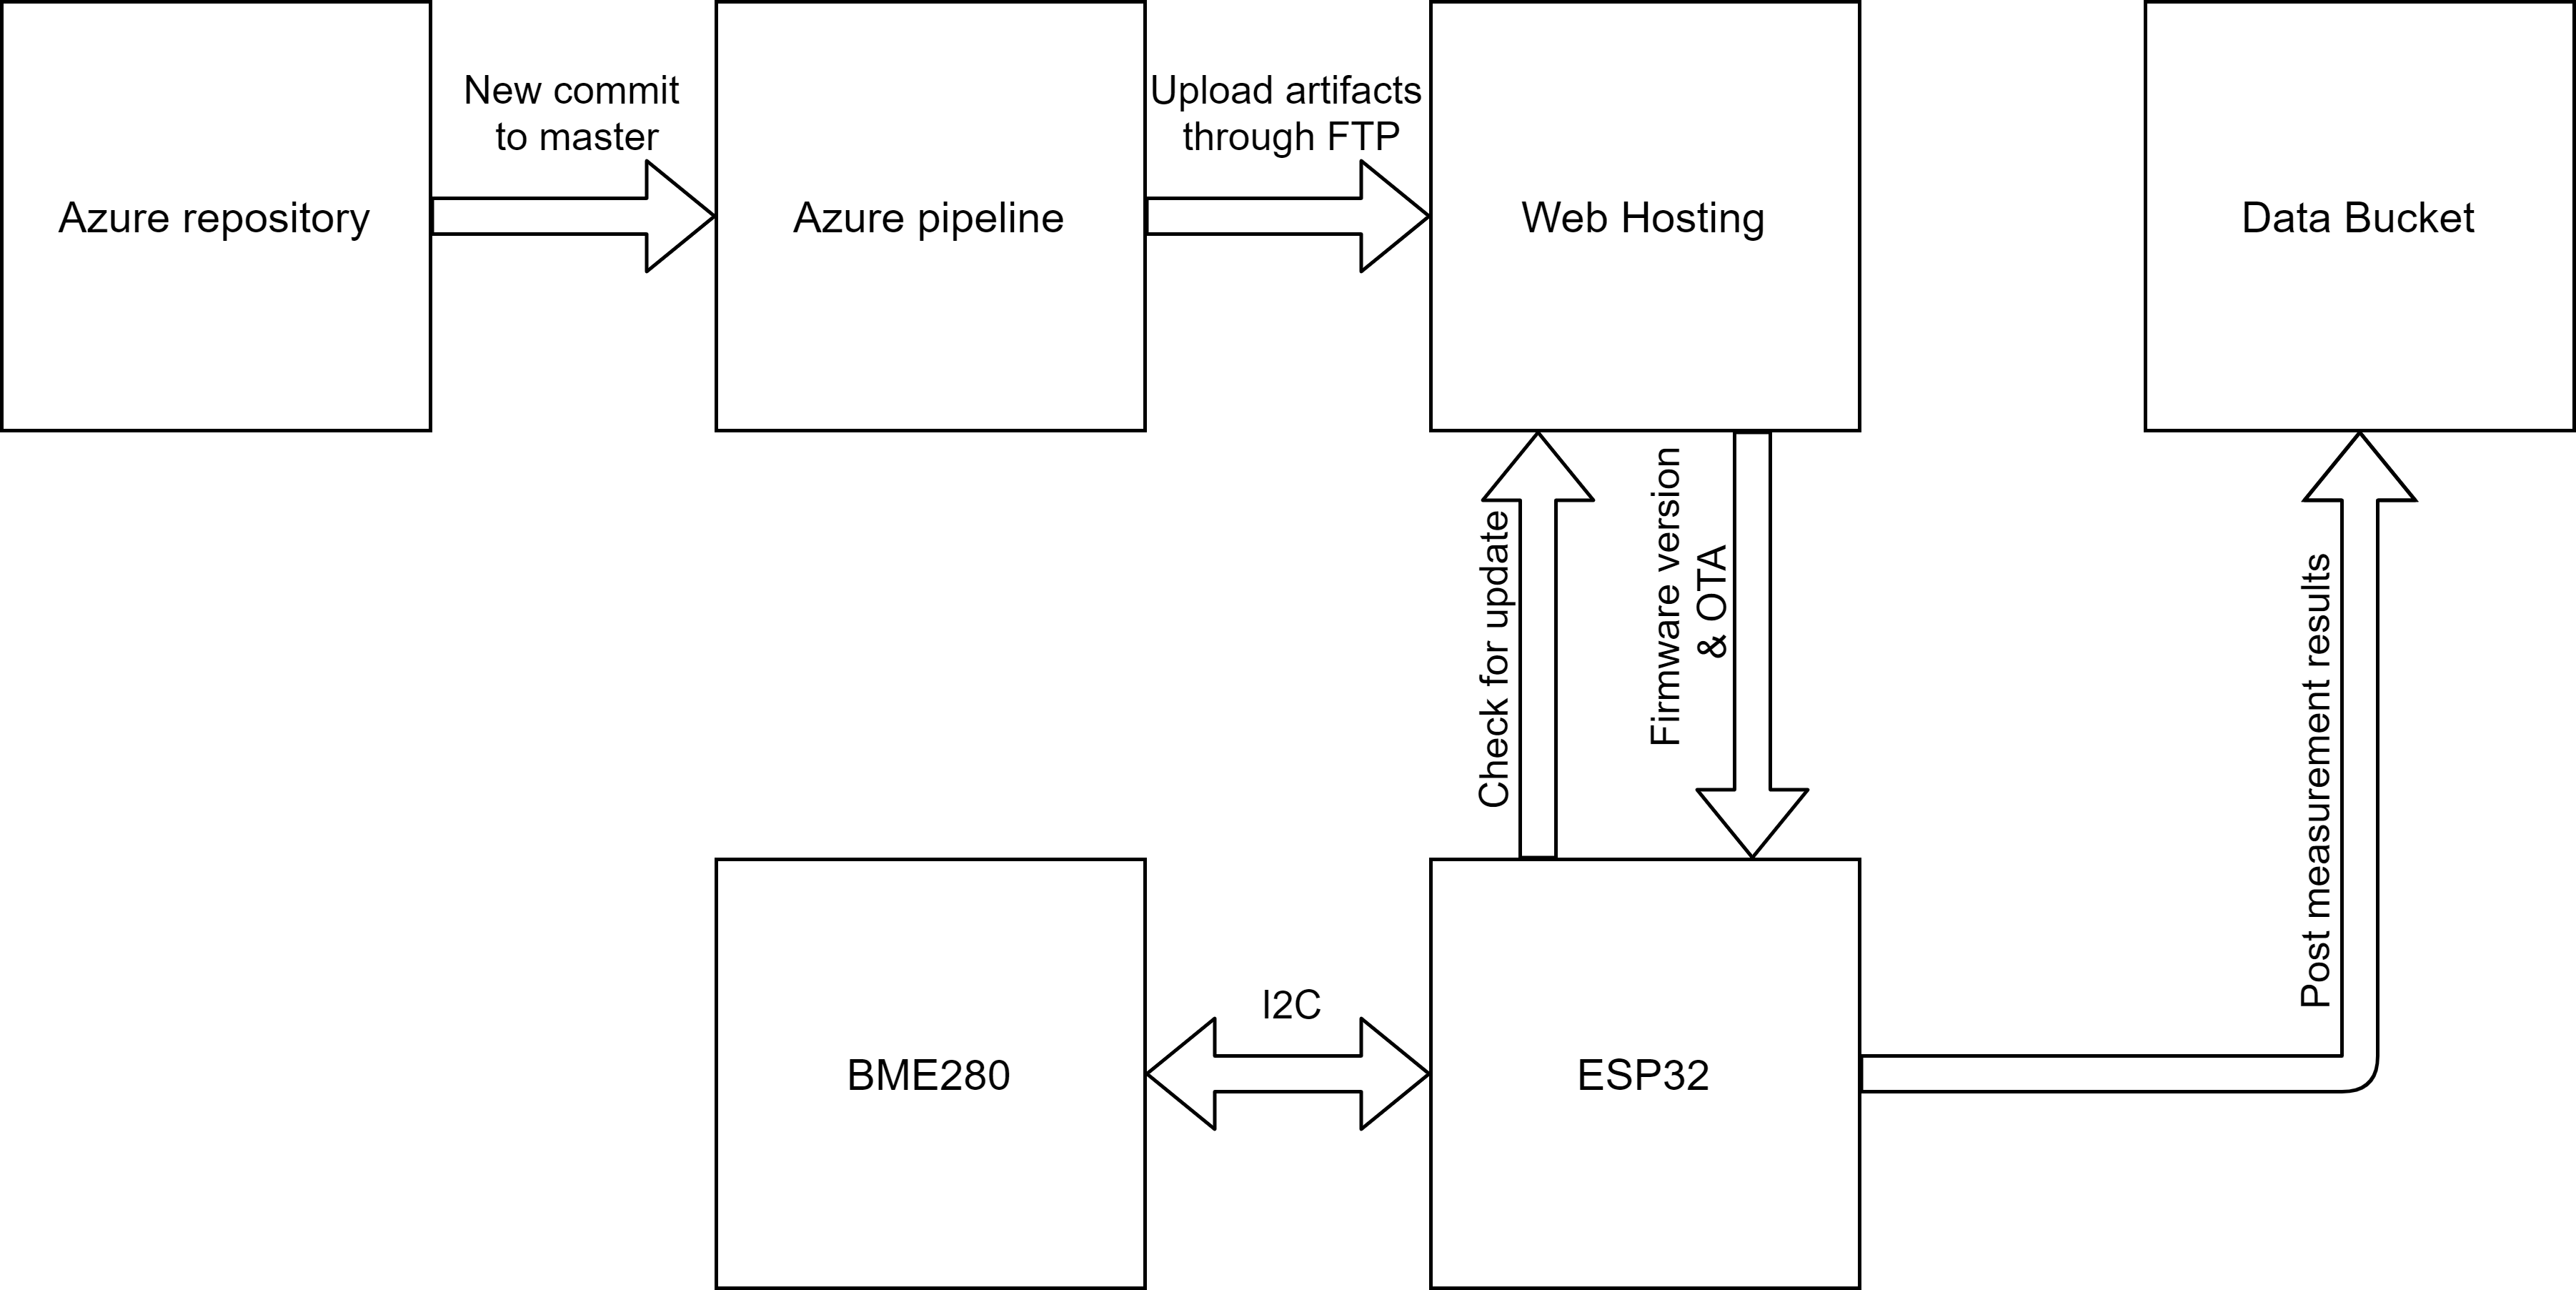 New commit
to master
Upload artifacts
through FTP
Azure repository
Azure pipeline
Web Hosting
Data Bucket
Check for update
Firmware version
& OTA
Post measurement results
I2C
BME280
ESP32